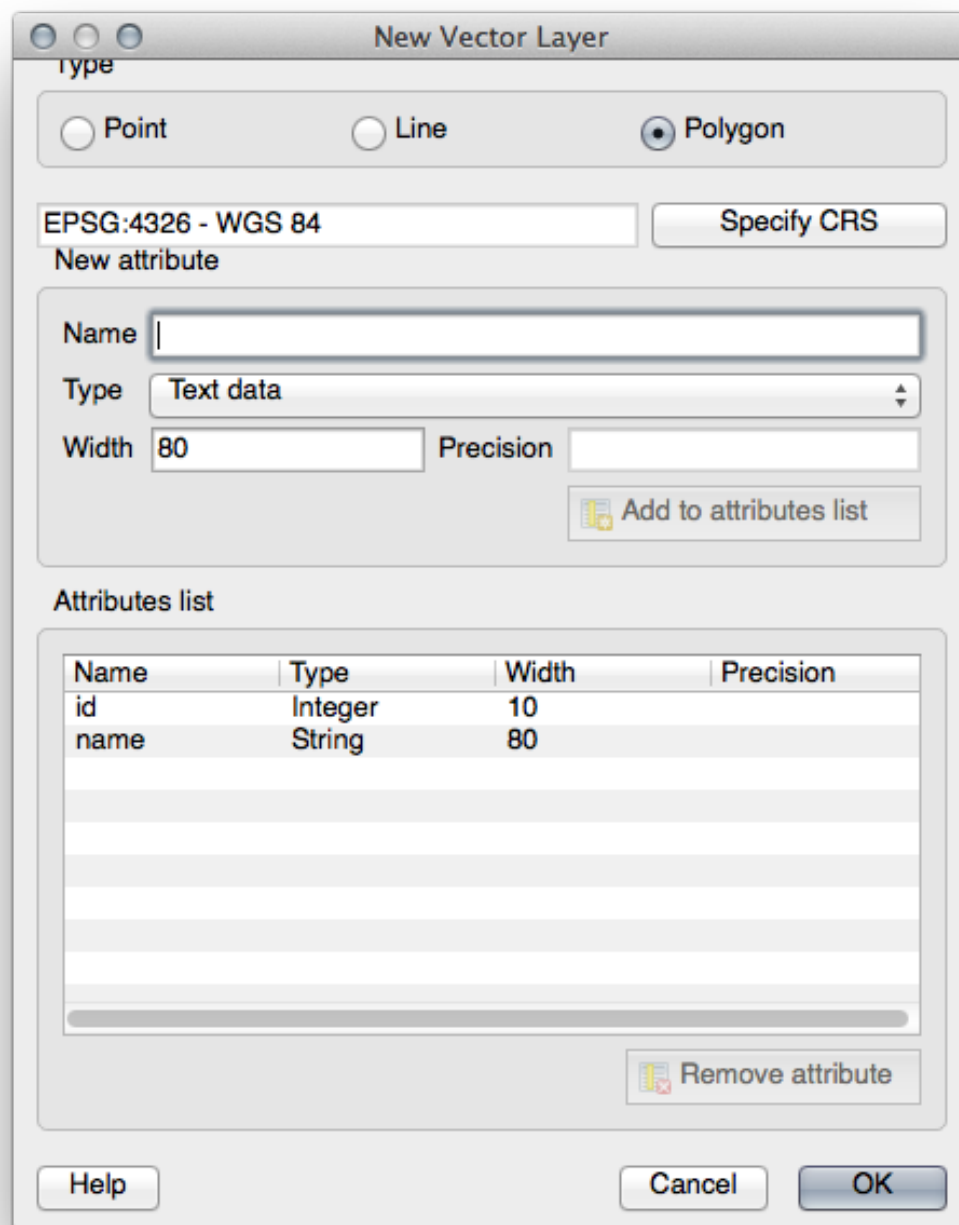 New Vector Layer
Type
Point Line Polygon
EPSG:4326 - WGS 84 Specify CRS
New attribute
Name
Type Text data
Width 80 Precision
Add to attributes list
Attributes list
Name Type Width Precision
id Integer 10
name String 80
Remove attribute
Help Cancel OK